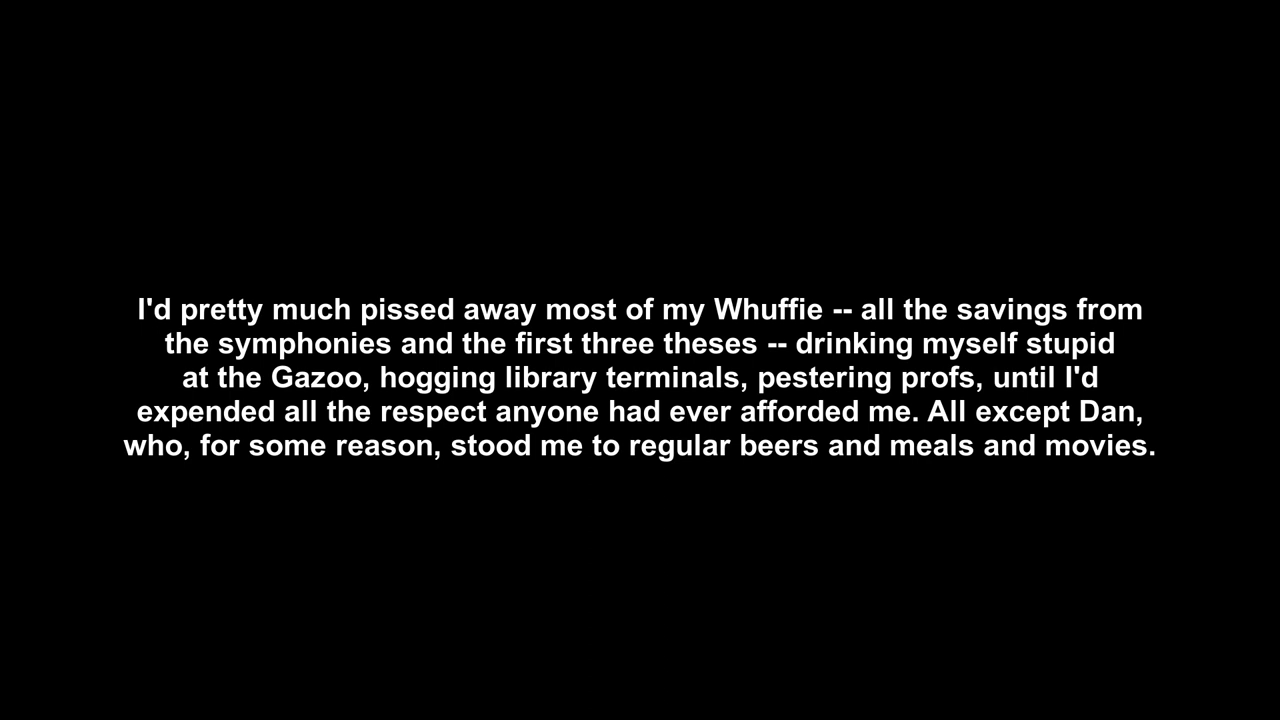 I'd pretty much pissed away most of my Whuffie -- all the savings from
the symphonies and the first three theses -- drinking myself stupid
at the Gazoo, hogging library terminals, pestering profs, until I'd
expended all the respect anyone had ever afforded me. All except Dan,
who, for some reason, stood me to regular beers and meals and movies.